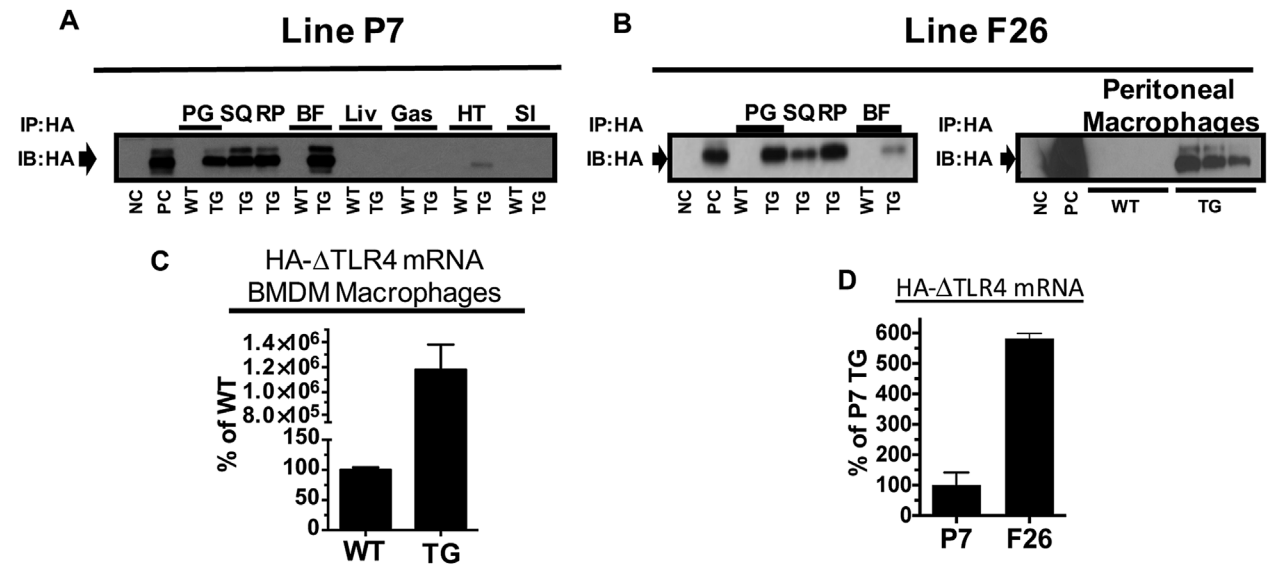 A
Line P7
PG SQ RP BF Liv Gas HT SI
IP:HA
IB:HA
NC PC WT TG TG TG WT TG WT TG WT TG WT TG WT TG
B
Line F26
PG SQ RP BF
IP:HA
IB:HA
NC PC WT TG TG TG WT TG
Peritoneal
Macrophages
IP:HA
IB:HA
NC PC WT TG
C
HA-ΔTLR4 mRNA
BMDM Macrophages
% of WT
1.4×10⁶
1.2×10⁶
1.0×10⁶
8.0×10⁵
150
100
50
0
WT TG
D
HA-ΔTLR4 mRNA
% of P7 TG
600
500
400
300
200
100
0
P7 F26